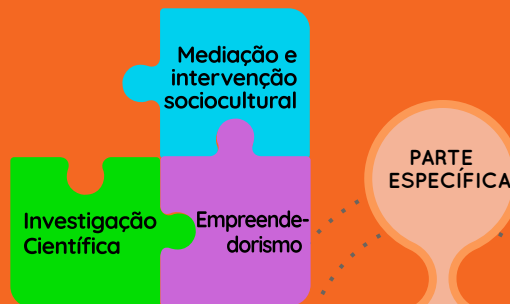 Mediação e
intervenção
sociocultural
Investigação
Científica
Empreende-
dorismo
PARTE
ESPECÍFICA